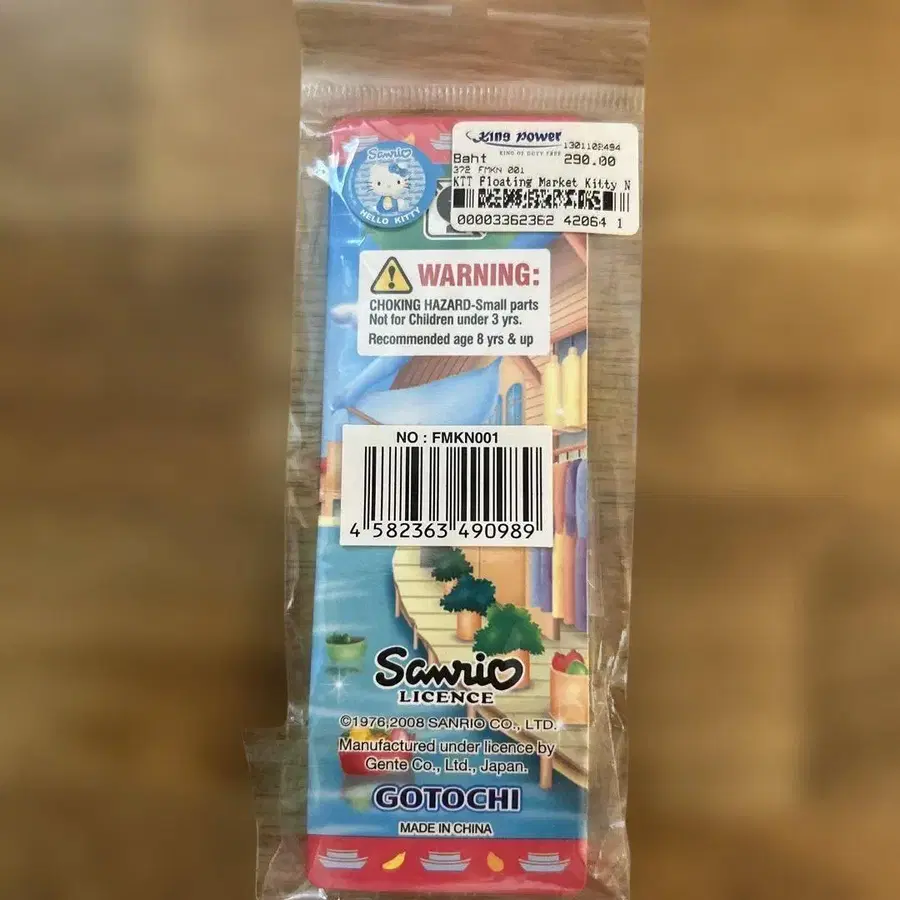 King Power
KING OF DUTY FREE
1301102494
Baht 290.00
372 FMKN 001
KTT Floating Market Kitty N
00003362362 42064 1
Sanrio
HELLO KITTY
WARNING:
CHOKING HAZARD-Small parts
Not for Children under 3 yrs.
Recommended age 8 yrs & up
NO : FMKN001
4 582363 490989
Sanrio
LICENCE
©1976,2008 SANRIO CO., LTD.
Manufactured under licence by
Gente Co., Ltd., Japan.
GOTOCHI
MADE IN CHINA